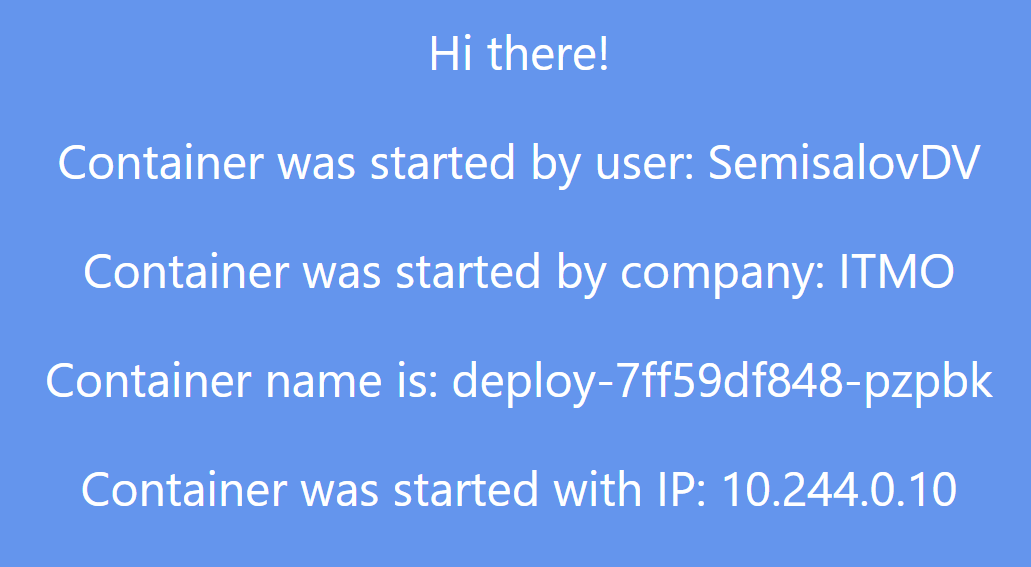 Hi there!
Container was started by user: SemisalovDV
Container was started by company: ITMO
Container name is: deploy-7ff59df848-pzpbk
Container was started with IP: 10.244.0.10